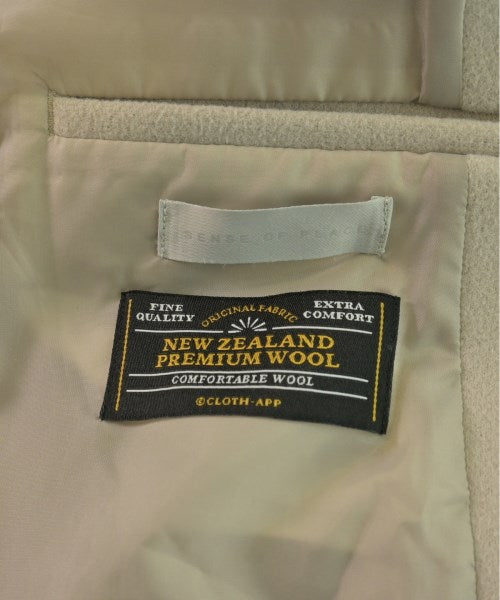 SENSE OF PLACE
FINE QUALITY
ORIGINAL FABRIC
EXTRA COMFORT
NEW ZEALAND
PREMIUM WOOL
COMFORTABLE WOOL
©CLOTH-APP